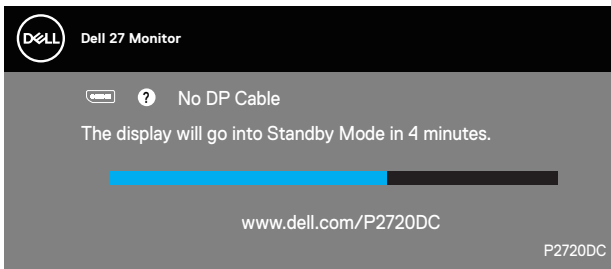 DELL
Dell 27 Monitor
? No DP Cable
The display will go into Standby Mode in 4 minutes.
www.dell.com/P2720DC
P2720DC